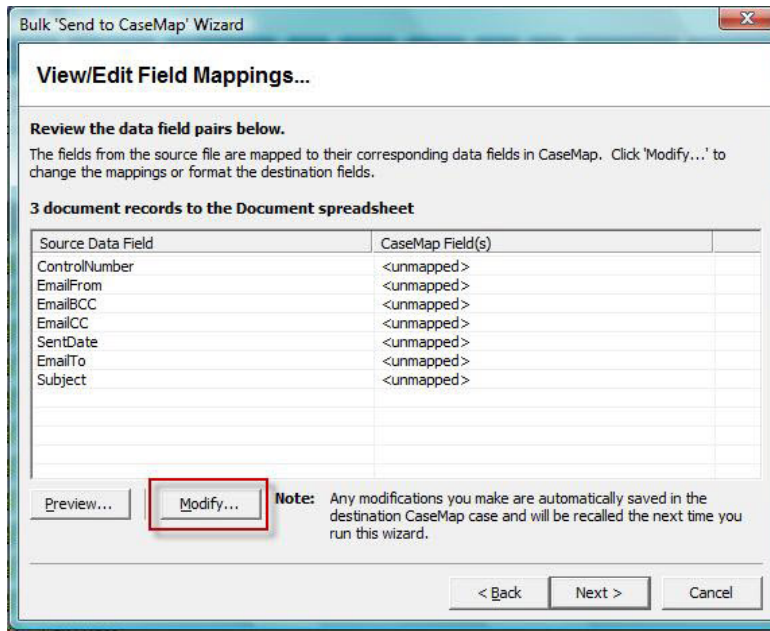 Bulk 'Send to CaseMap' Wizard
View/Edit Field Mappings...
Review the data field pairs below.
The fields from the source file are mapped to their corresponding data fields in CaseMap. Click 'Modify...' to
change the mappings or format the destination fields.
3 document records to the Document spreadsheet
Source Data Field CaseMap Field(s)
ControlNumber <unmapped>
EmailFrom <unmapped>
EmailBCC <unmapped>
EmailCC <unmapped>
SentDate <unmapped>
EmailTo <unmapped>
Subject <unmapped>
Preview... Modify... Note: Any modifications you make are automatically saved in the
destination CaseMap case and will be recalled the next time you
run this wizard.
< Back Next > Cancel